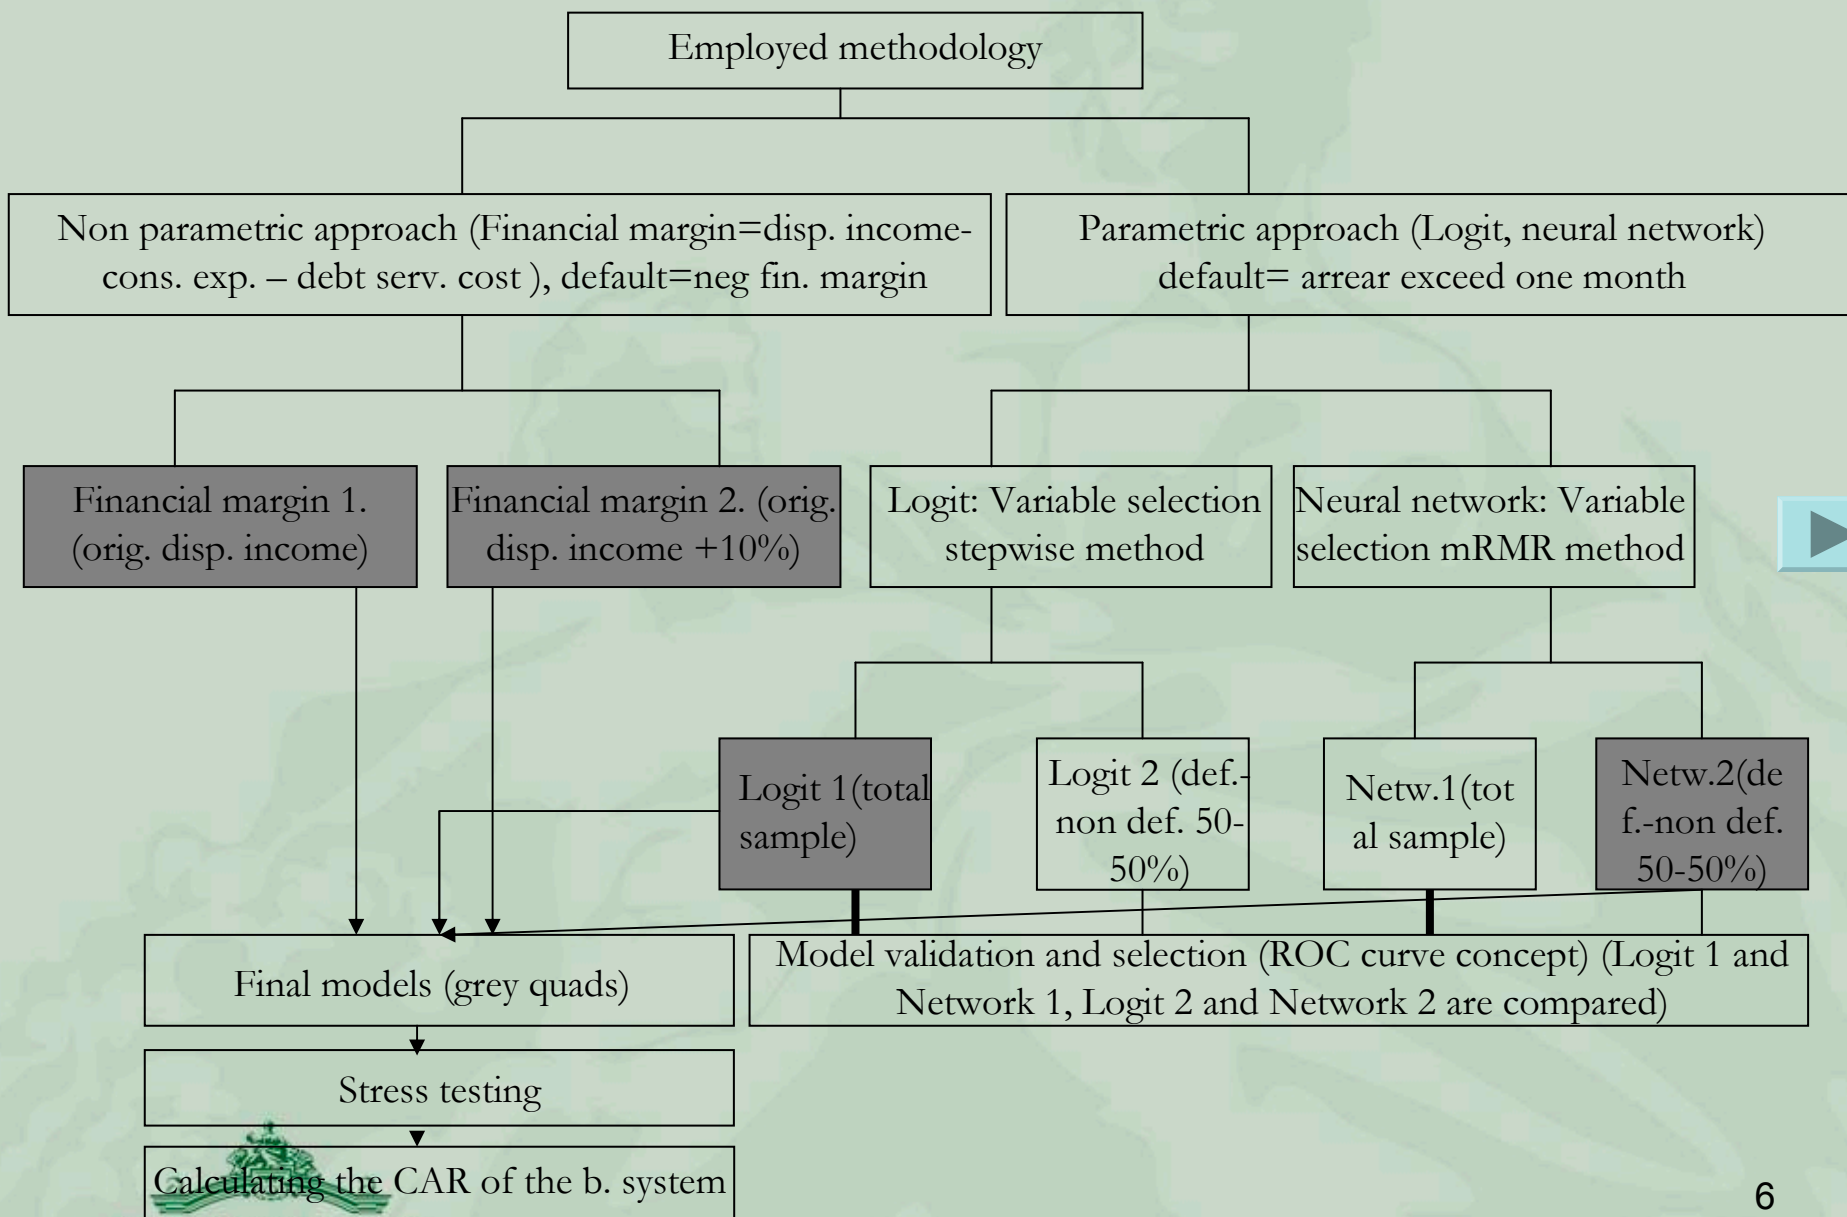 Employed methodology
Non parametric approach (Financial margin=disp. income-
cons. exp. – debt serv. cost ), default=neg fin. margin
Parametric approach (Logit, neural network)
default= arrear exceed one month
Financial margin 1.
(orig. disp. income)
Financial margin 2. (orig.
disp. income +10%)
Logit: Variable selection
stepwise method
Neural network: Variable
selection mRMR method
Logit 1(total
sample)
Logit 2 (def.-
non def. 50-
50%)
Netw.1(tot
al sample)
Netw.2(de
f.-non def.
50-50%)
Final models (grey quads)
Model validation and selection (ROC curve concept) (Logit 1 and
Network 1, Logit 2 and Network 2 are compared)
Stress testing
Calculating the CAR of the b. system
6